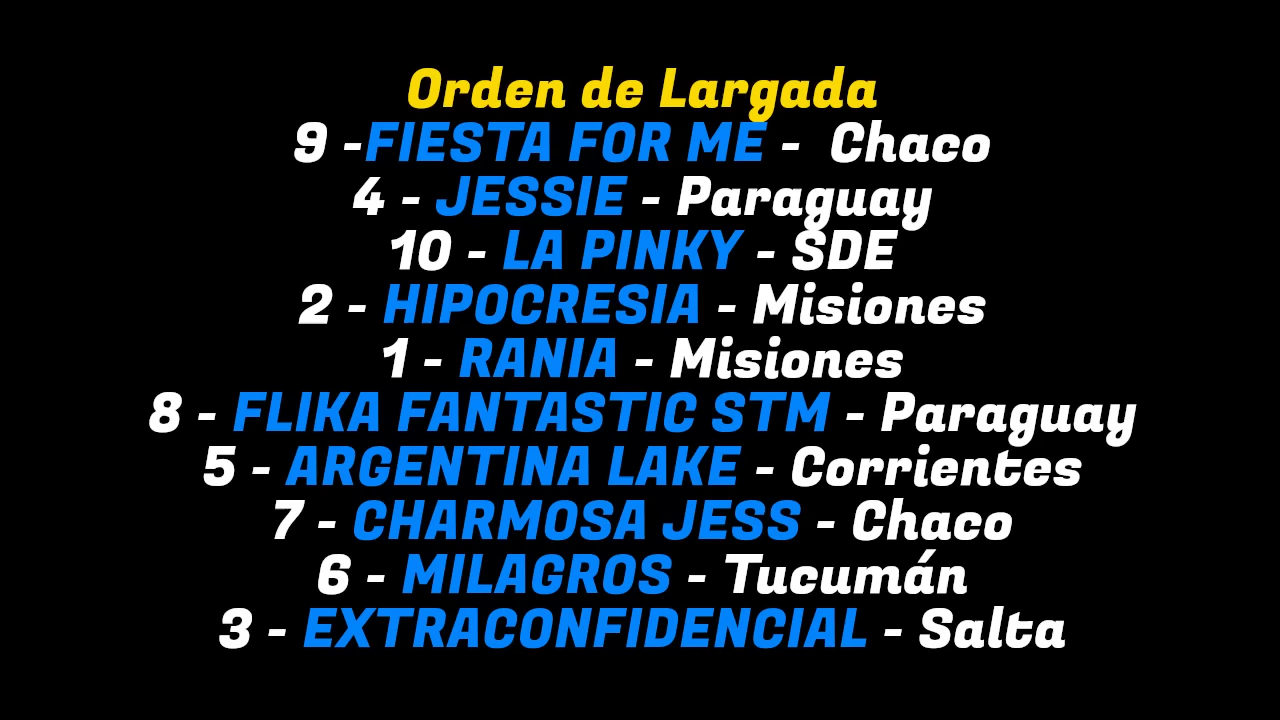 Orden de Largada
9 -FIESTA FOR ME -  Chaco
4 - JESSIE - Paraguay
10 - LA PINKY - SDE
2 - HIPOCRESIA - Misiones
1 - RANIA - Misiones
8 - FLIKA FANTASTIC STM - Paraguay
5 - ARGENTINA LAKE - Corrientes
7 - CHARMOSA JESS - Chaco
6 - MILAGROS - Tucumán
3 - EXTRACONFIDENCIAL - Salta